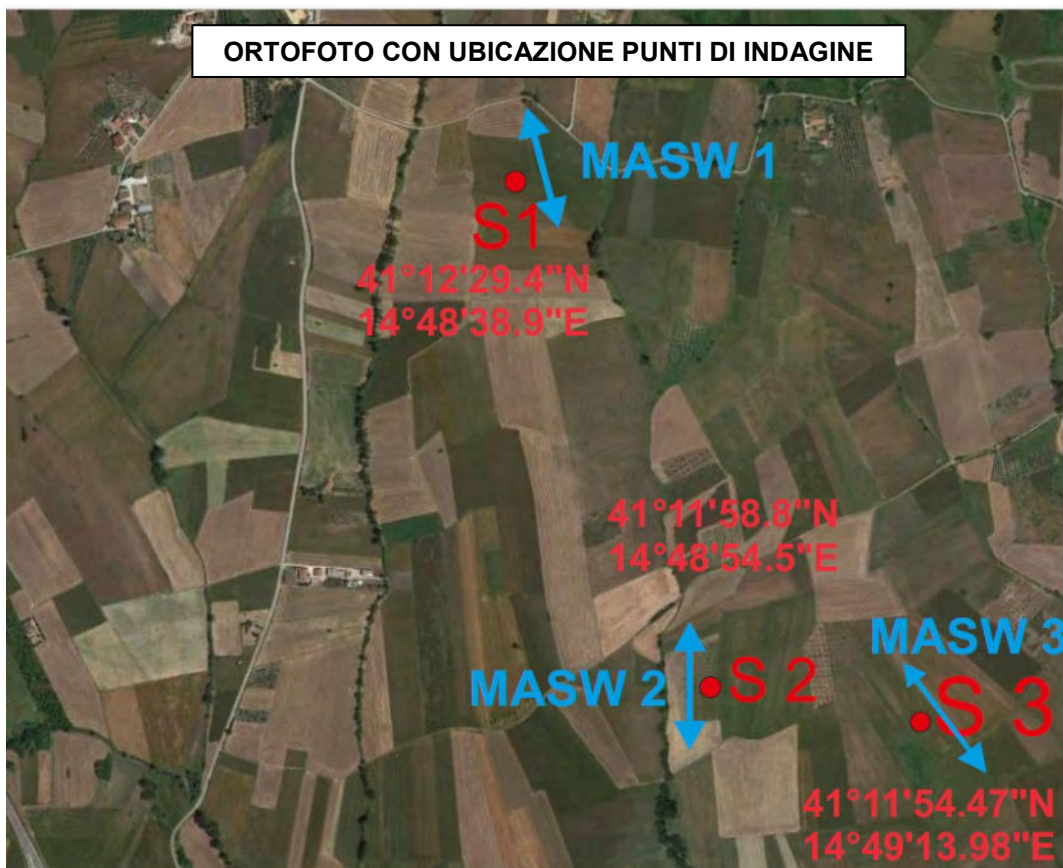 ORTOFOTO CON UBICAZIONE PUNTI DI INDAGINE
MASW 1
S1
41°12'29.4"N
14°48'38.9"E
41°11'58.8"N
14°48'54.5"E
MASW 3
MASW 2
S 2
S 3
41°11'54.47"N
14°49'13.98"E